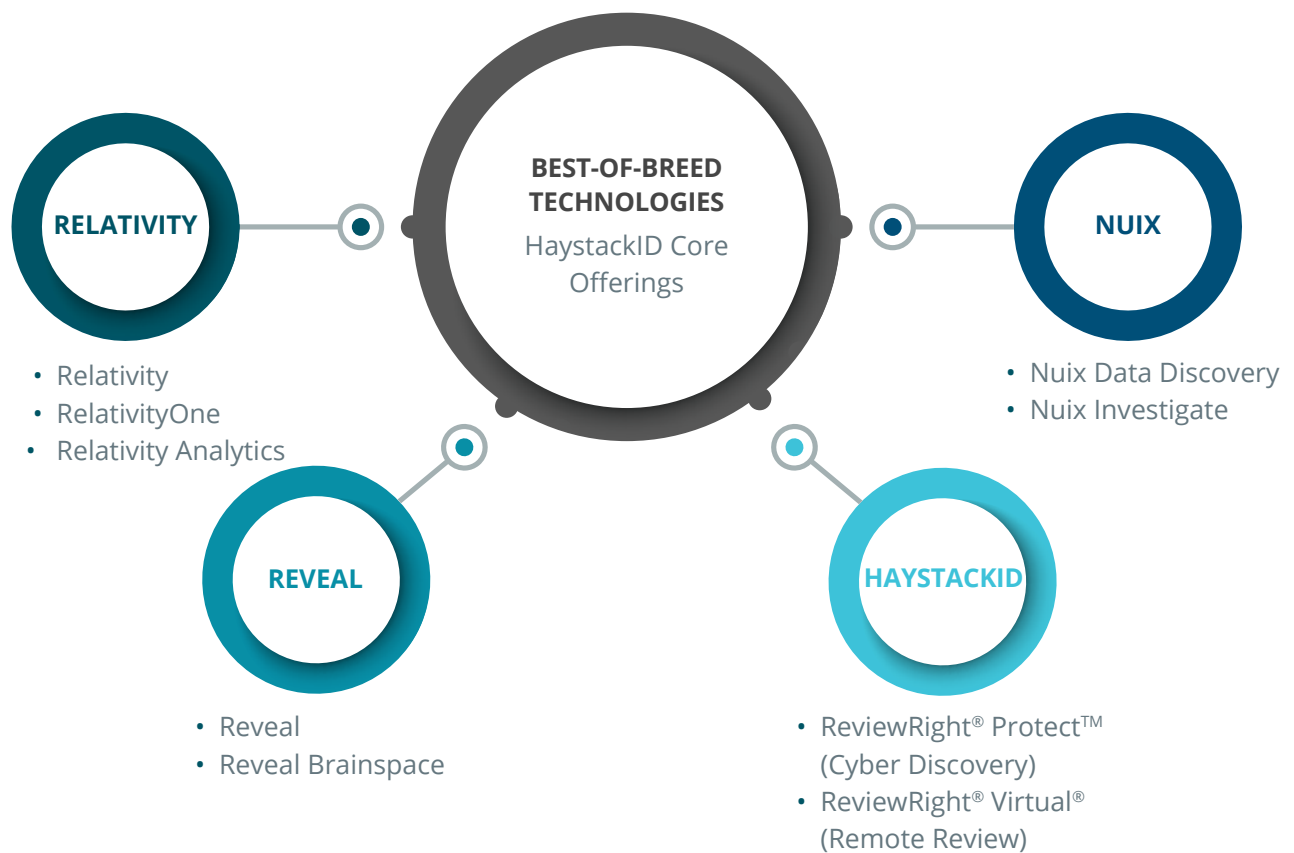 BEST-OF-BREED
TECHNOLOGIES
HaystackID Core
Offerings
RELATIVITY
• Relativity
• RelativityOne
• Relativity Analytics
NUIX
• Nuix Data Discovery
• Nuix Investigate
REVEAL
• Reveal
• Reveal Brainspace
HAYSTACKID
• ReviewRight® Protect™
(Cyber Discovery)
• ReviewRight® Virtual®
(Remote Review)